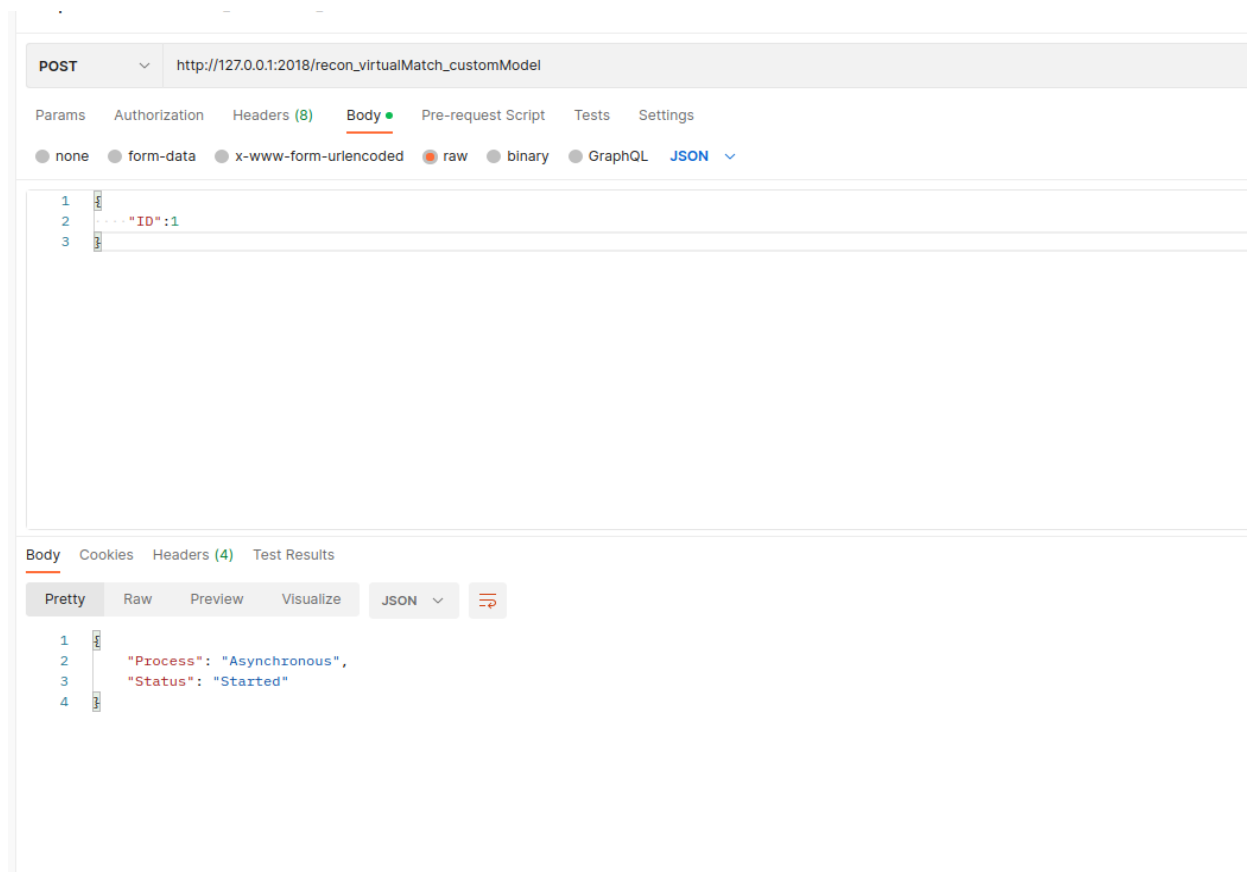 POST http://127.0.0.1:2018/recon_virtualMatch_customModel
Params Authorization Headers (8) Body Pre-request Script Tests Settings
none form-data x-www-form-urlencoded raw binary GraphQL JSON
1 {
2 "ID":1
3 }
Body Cookies Headers (4) Test Results
Pretty Raw Preview Visualize JSON
1 {
2 "Process": "Asynchronous",
3 "Status": "Started"
4 }